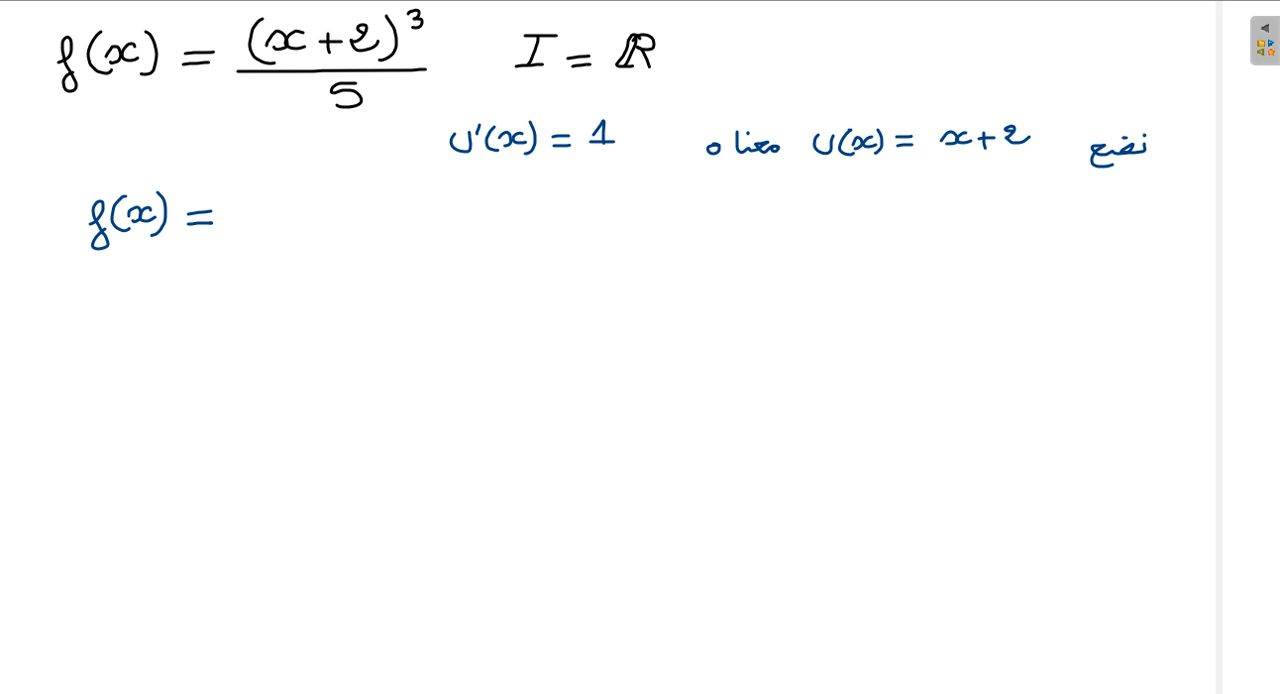 f(x) = (x+2)³/5 I = ℝ
نضع U(x) = x+2 معناه U'(x) = 1
f(x) =